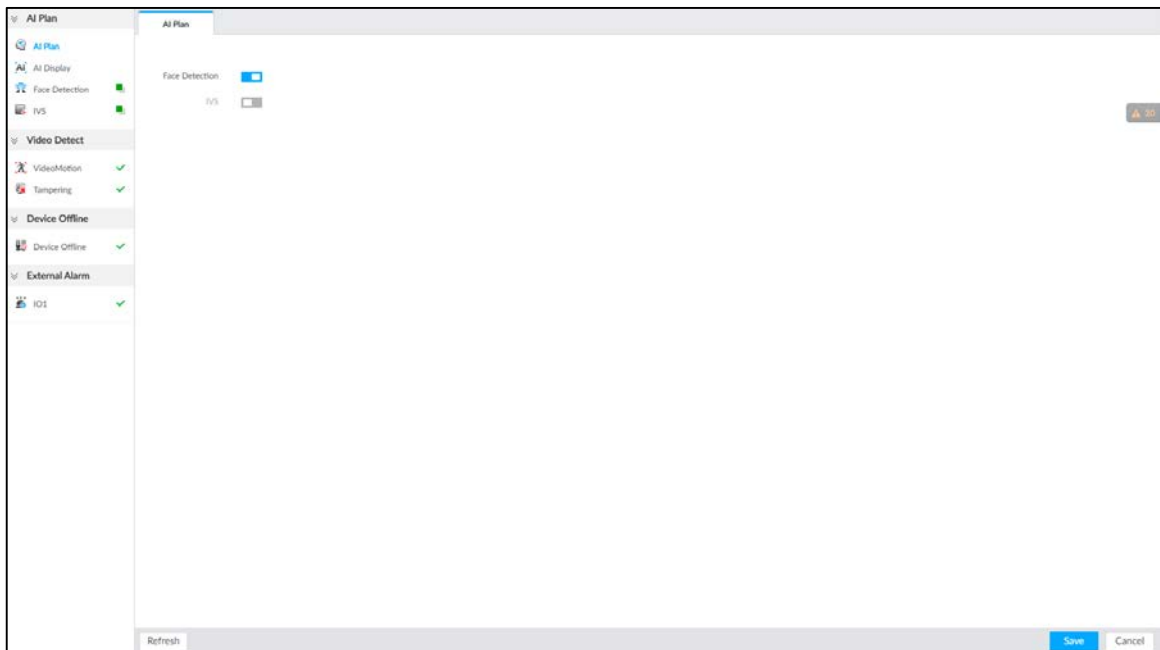 AI Plan
AI Plan
AI Display
Face Detection
IVS
Video Detect
VideoMotion
Tampering
Device Offline
Device Offline
External Alarm
IO1
AI Plan
Face Detection
IVS
20
Refresh
Save
Cancel